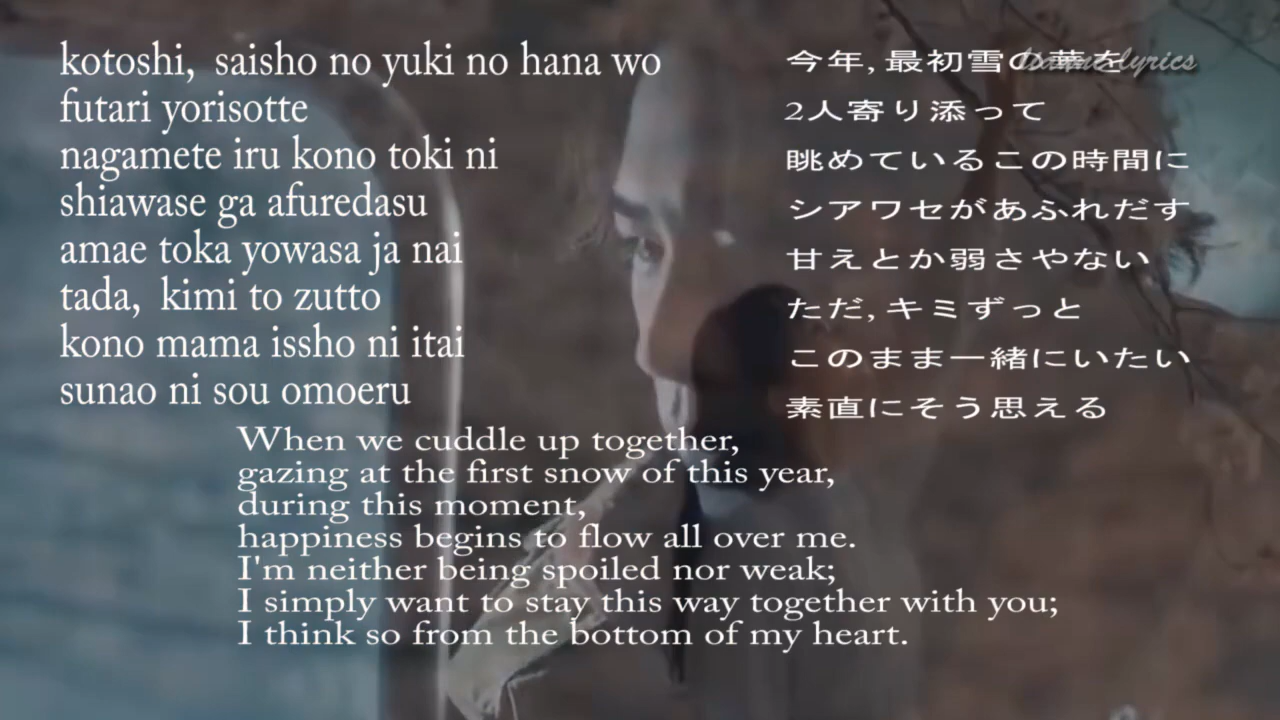 kotoshi, saisho no yuki no hana wo
futari yorisotte
nagamete iru kono toki ni
shiawase ga afuredasu
amae toka yowasa ja nai
tada, kimi to zutto
kono mama issho ni itai
sunao ni sou omoeru
今年,最初雪の華を
2人寄り添って
眺めているこの時間に
シアワセがあふれだす
甘えとか弱さやない
ただ,キミずっと
このまま一緒にいたい
素直にそう思える
When we cuddle up together,
gazing at the first snow of this year,
during this moment,
happiness begins to flow all over me.
I'm neither being spoiled nor weak;
I simply want to stay this way together with you;
I think so from the bottom of my heart.
lyrics